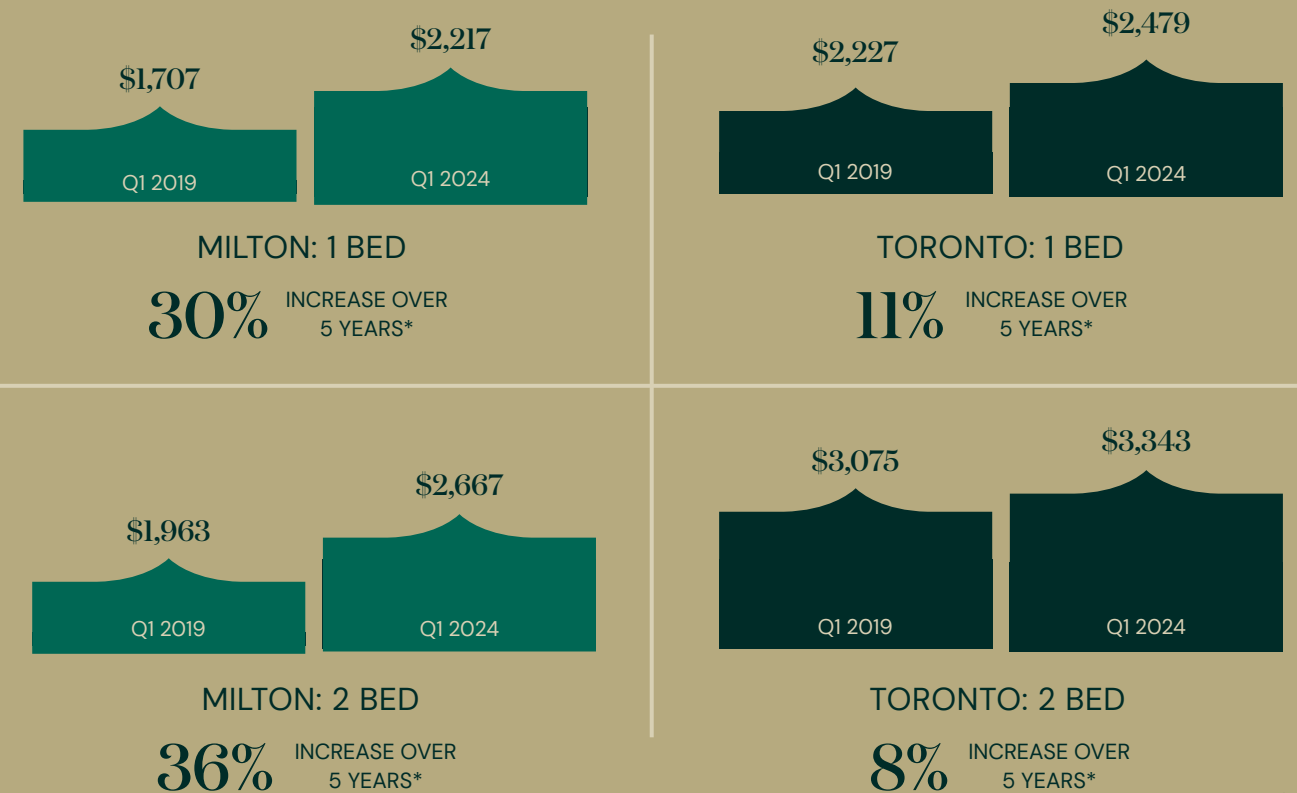 $1,707
$2,217
Q1 2019
Q1 2024
MILTON: 1 BED
30%
INCREASE OVER
5 YEARS*
$2,227
$2,479
Q1 2019
Q1 2024
TORONTO: 1 BED
11%
INCREASE OVER
5 YEARS*
$1,963
$2,667
Q1 2019
Q1 2024
MILTON: 2 BED
36%
INCREASE OVER
5 YEARS*
$3,075
$3,343
Q1 2019
Q1 2024
TORONTO: 2 BED
8%
INCREASE OVER
5 YEARS*